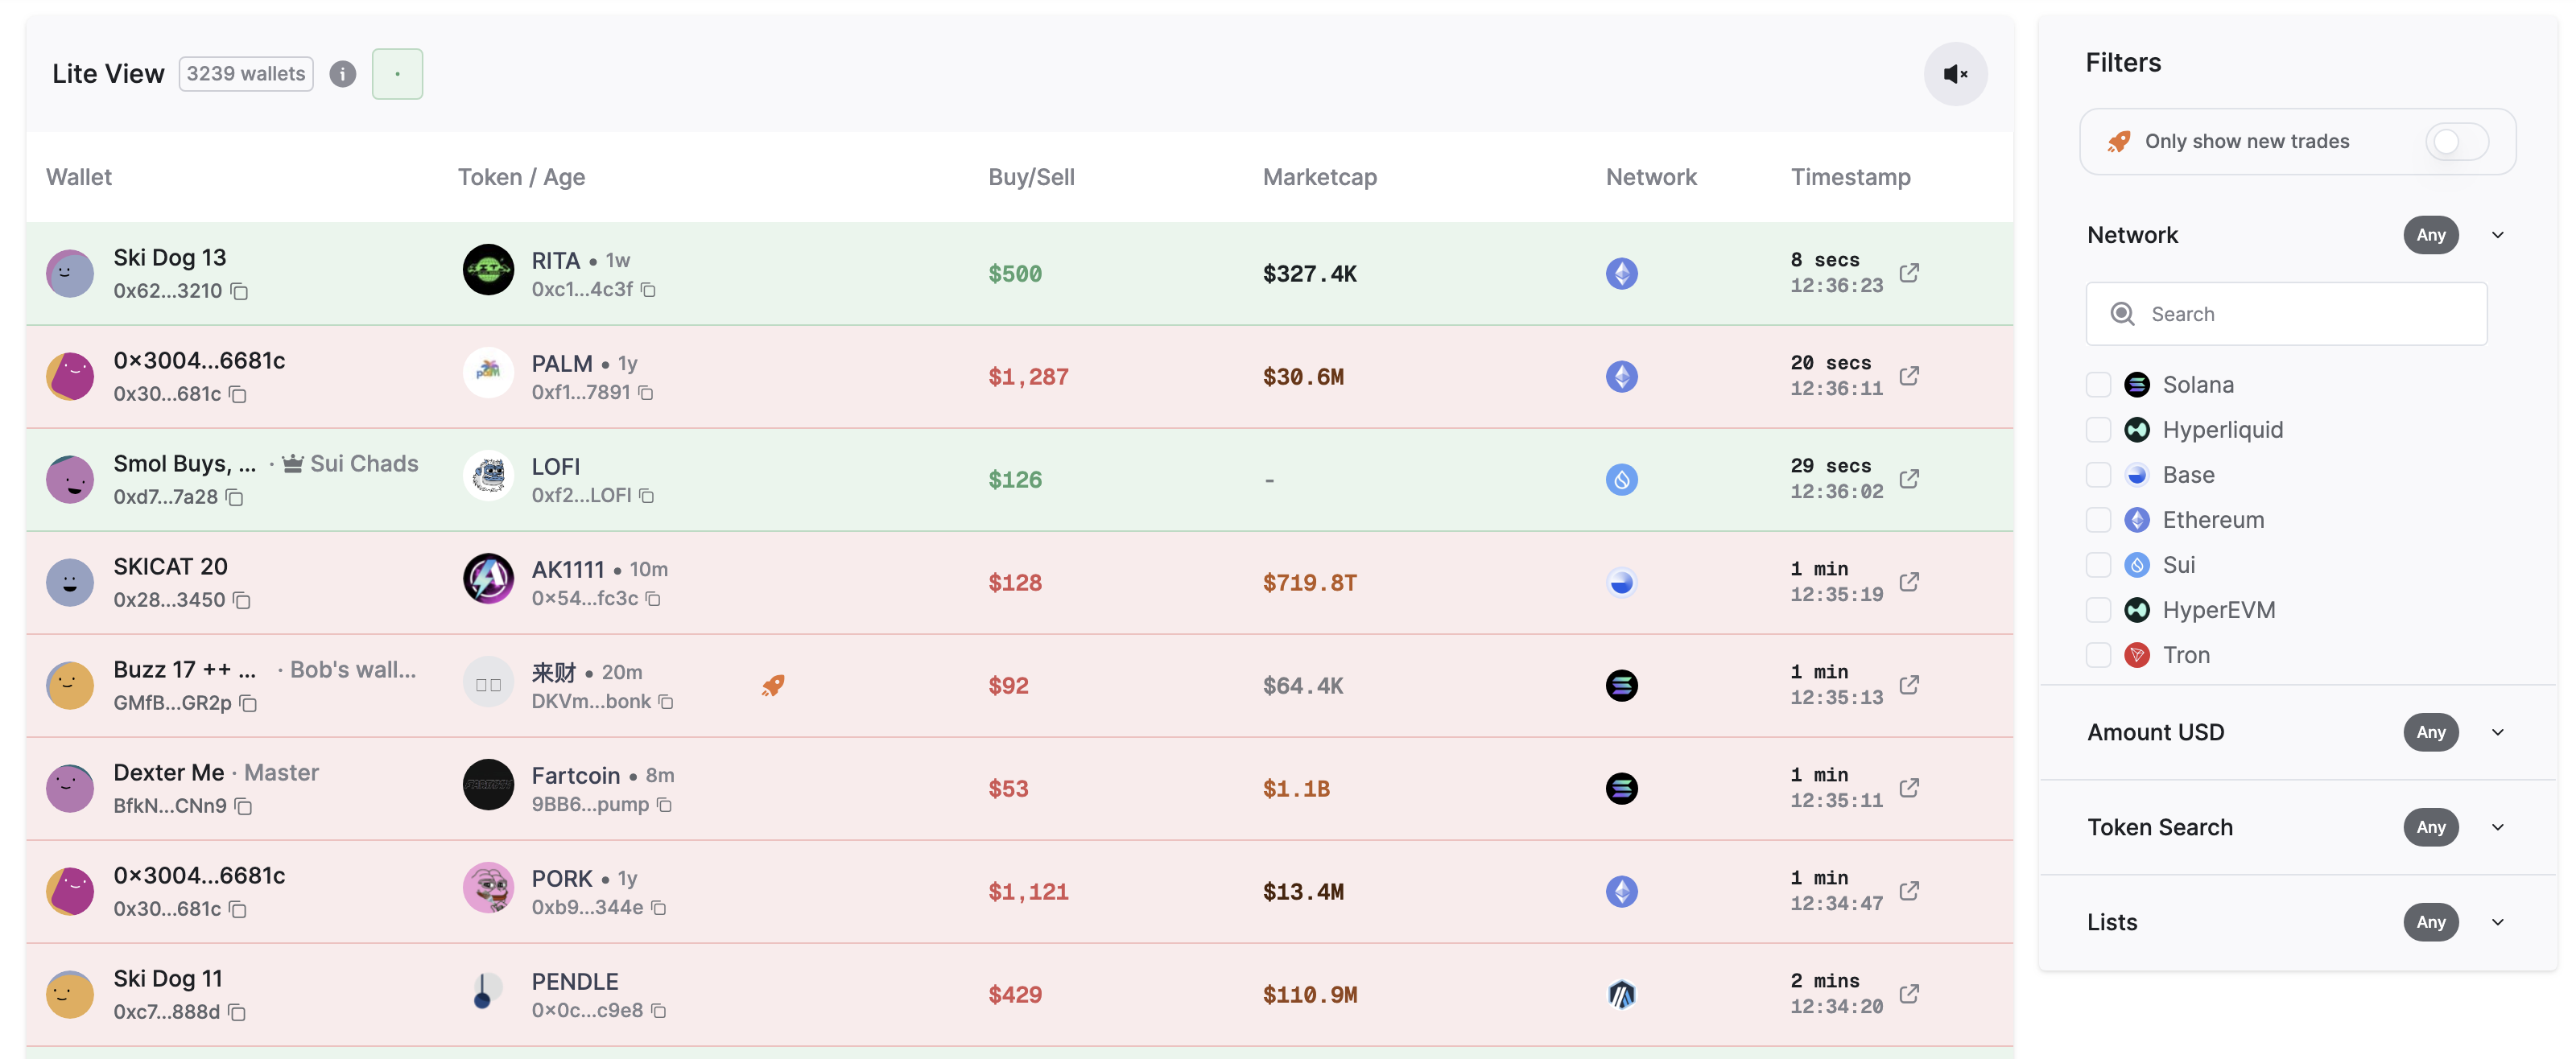 Lite View 3239 wallets
Wallet Token / Age Buy/Sell Marketcap Network Timestamp
Ski Dog 13
0x62...3210
RITA • 1w
0xc1...4c3f
$500
$327.4K
8 secs
12:36:23
0×3004...6681c
0x30...681c
PALM • 1y
0xf1...7891
$1,287
$30.6M
20 secs
12:36:11
Smol Buys, ... · Sui Chads
0xd7...7a28
LOFI
0xf2...LOFI
$126
-
29 secs
12:36:02
SKICAT 20
0x28...3450
AK1111 • 10m
0×54...fc3c
$128
$719.8T
1 min
12:35:19
Buzz 17 ++ ... · Bob's wall...
GMfB...GR2p
来财 • 20m
DKVm...bonk
$92
$64.4K
1 min
12:35:13
Dexter Me · Master
BfkN...CNn9
Fartcoin • 8m
9BB6...pump
$53
$1.1B
1 min
12:35:11
0×3004...6681c
0x30...681c
PORK • 1y
0xb9...344e
$1,121
$13.4M
1 min
12:34:47
Ski Dog 11
0xc7...888d
PENDLE
0×0c...c9e8
$429
$110.9M
2 mins
12:34:20
Filters
Only show new trades
Network Any
Search
Solana
Hyperliquid
Base
Ethereum
Sui
HyperEVM
Tron
Amount USD Any
Token Search Any
Lists Any